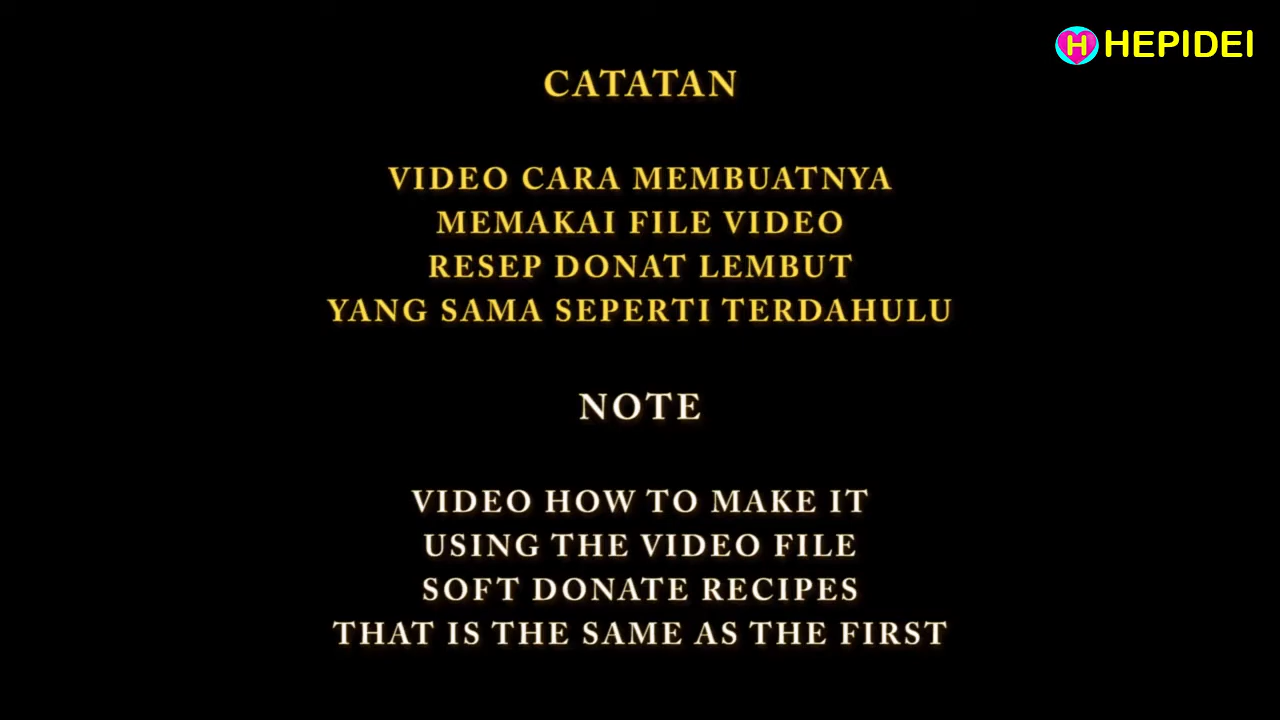 H HEPIDEI
CATATAN
VIDEO CARA MEMBUATNYA
MEMAKAI FILE VIDEO
RESEP DONAT LEMBUT
YANG SAMA SEPERTI TERDAHULU
NOTE
VIDEO HOW TO MAKE IT
USING THE VIDEO FILE
SOFT DONATE RECIPES
THAT IS THE SAME AS THE FIRST